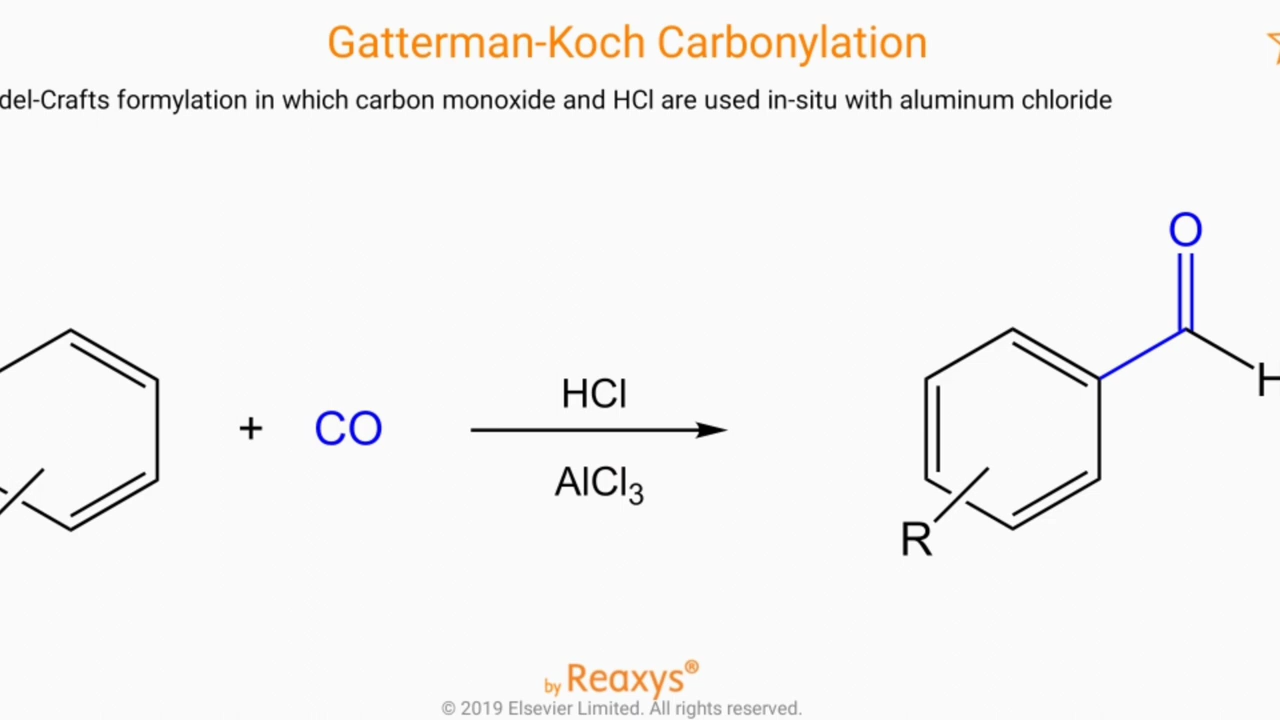 Gatterman-Koch Carbonylation
del-Crafts formylation in which carbon monoxide and HCl are used in-situ with aluminum chloride
O
HCl
H
+ CO
AlCl3
R
by Reaxys®
© 2019 Elsevier Limited. All rights reserved.